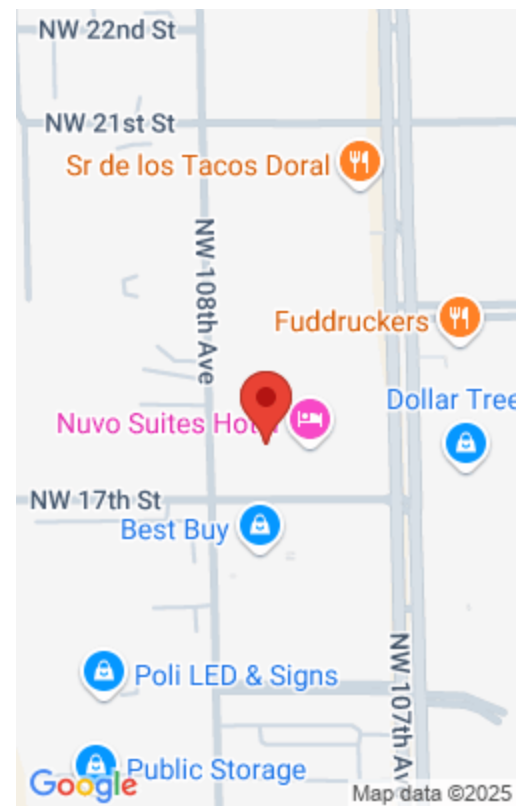 NW 22nd St
NW 21st St
Sr de los Tacos Doral
NW 108th Ave
Fuddruckers
Dollar Tree
Nuvo Suites Hotel
NW 17th St
Best Buy
NW 107th Av
Poli LED & Signs
Public Storage
Google
Map data ©2025